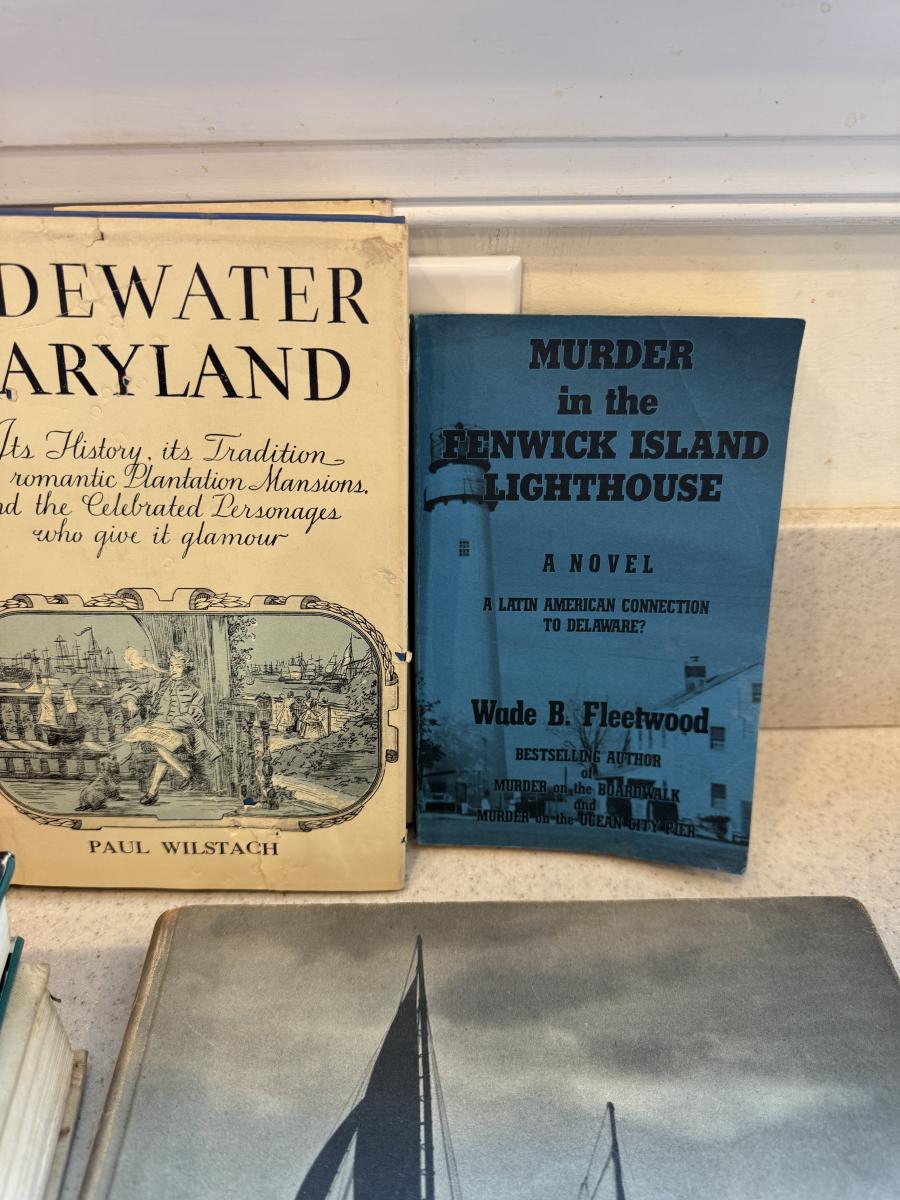 DEWATER
ARYLAND
Its History, its Tradition
romantic Plantation Mansions,
nd the Celebrated Personages
who give it glamour
PAUL WILSTACH
MURDER
in the
FENWICK ISLAND
LIGHTHOUSE
A NOVEL
A LATIN AMERICAN CONNECTION
TO DELAWARE?
Wade B. Fleetwood
BESTSELLING AUTHOR
of
MURDER on the BOARDWALK
and
MURDER on the OCEAN CITY PIER